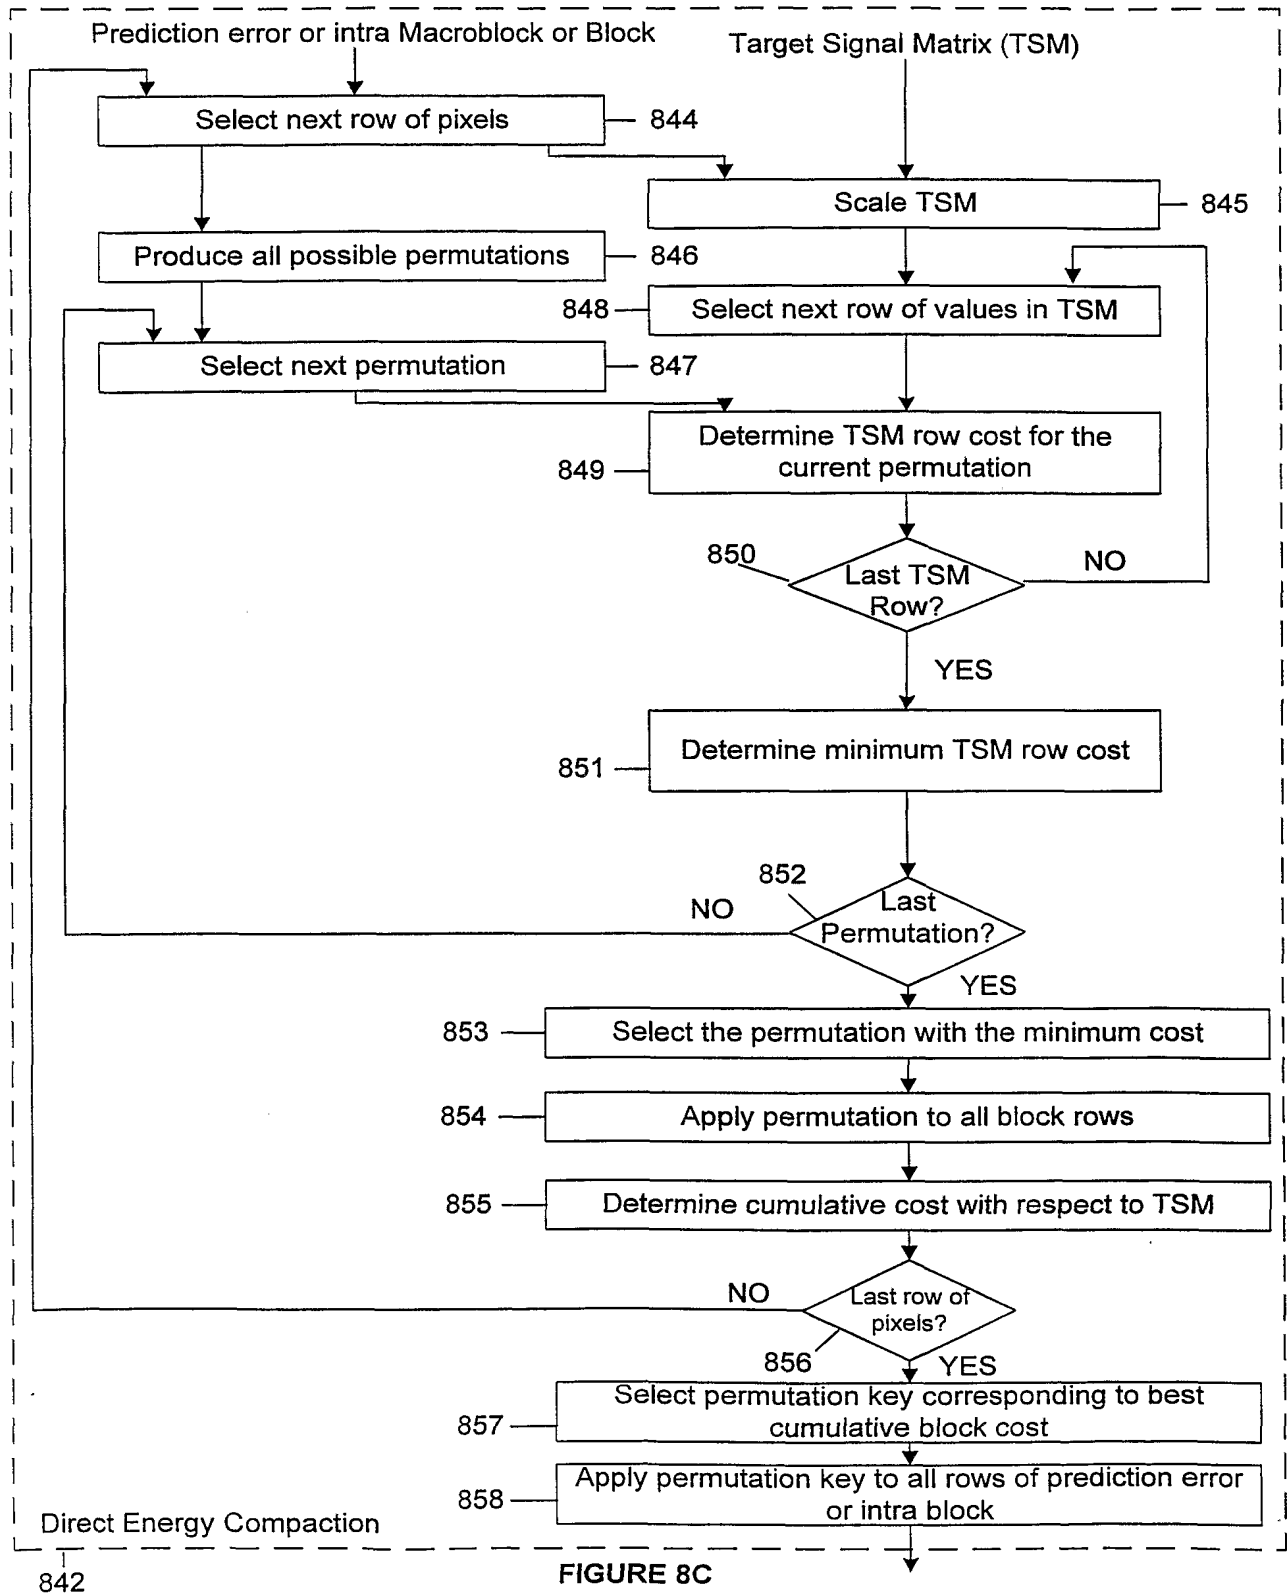 Prediction error or intra Macroblock or Block
Target Signal Matrix (TSM)
Select next row of pixels
844
Scale TSM
845
Produce all possible permutations
846
848
Select next row of values in TSM
Select next permutation
847
Determine TSM row cost for the
current permutation
849
850
Last TSM
Row?
NO
YES
Determine minimum TSM row cost
851
852
Last
Permutation?
NO
YES
853
Select the permutation with the minimum cost
854
Apply permutation to all block rows
855
Determine cumulative cost with respect to TSM
NO
Last row of
pixels?
856
YES
Select permutation key corresponding to best
cumulative block cost
857
Apply permutation key to all rows of prediction error
or intra block
858
Direct Energy Compaction
842
FIGURE 8C